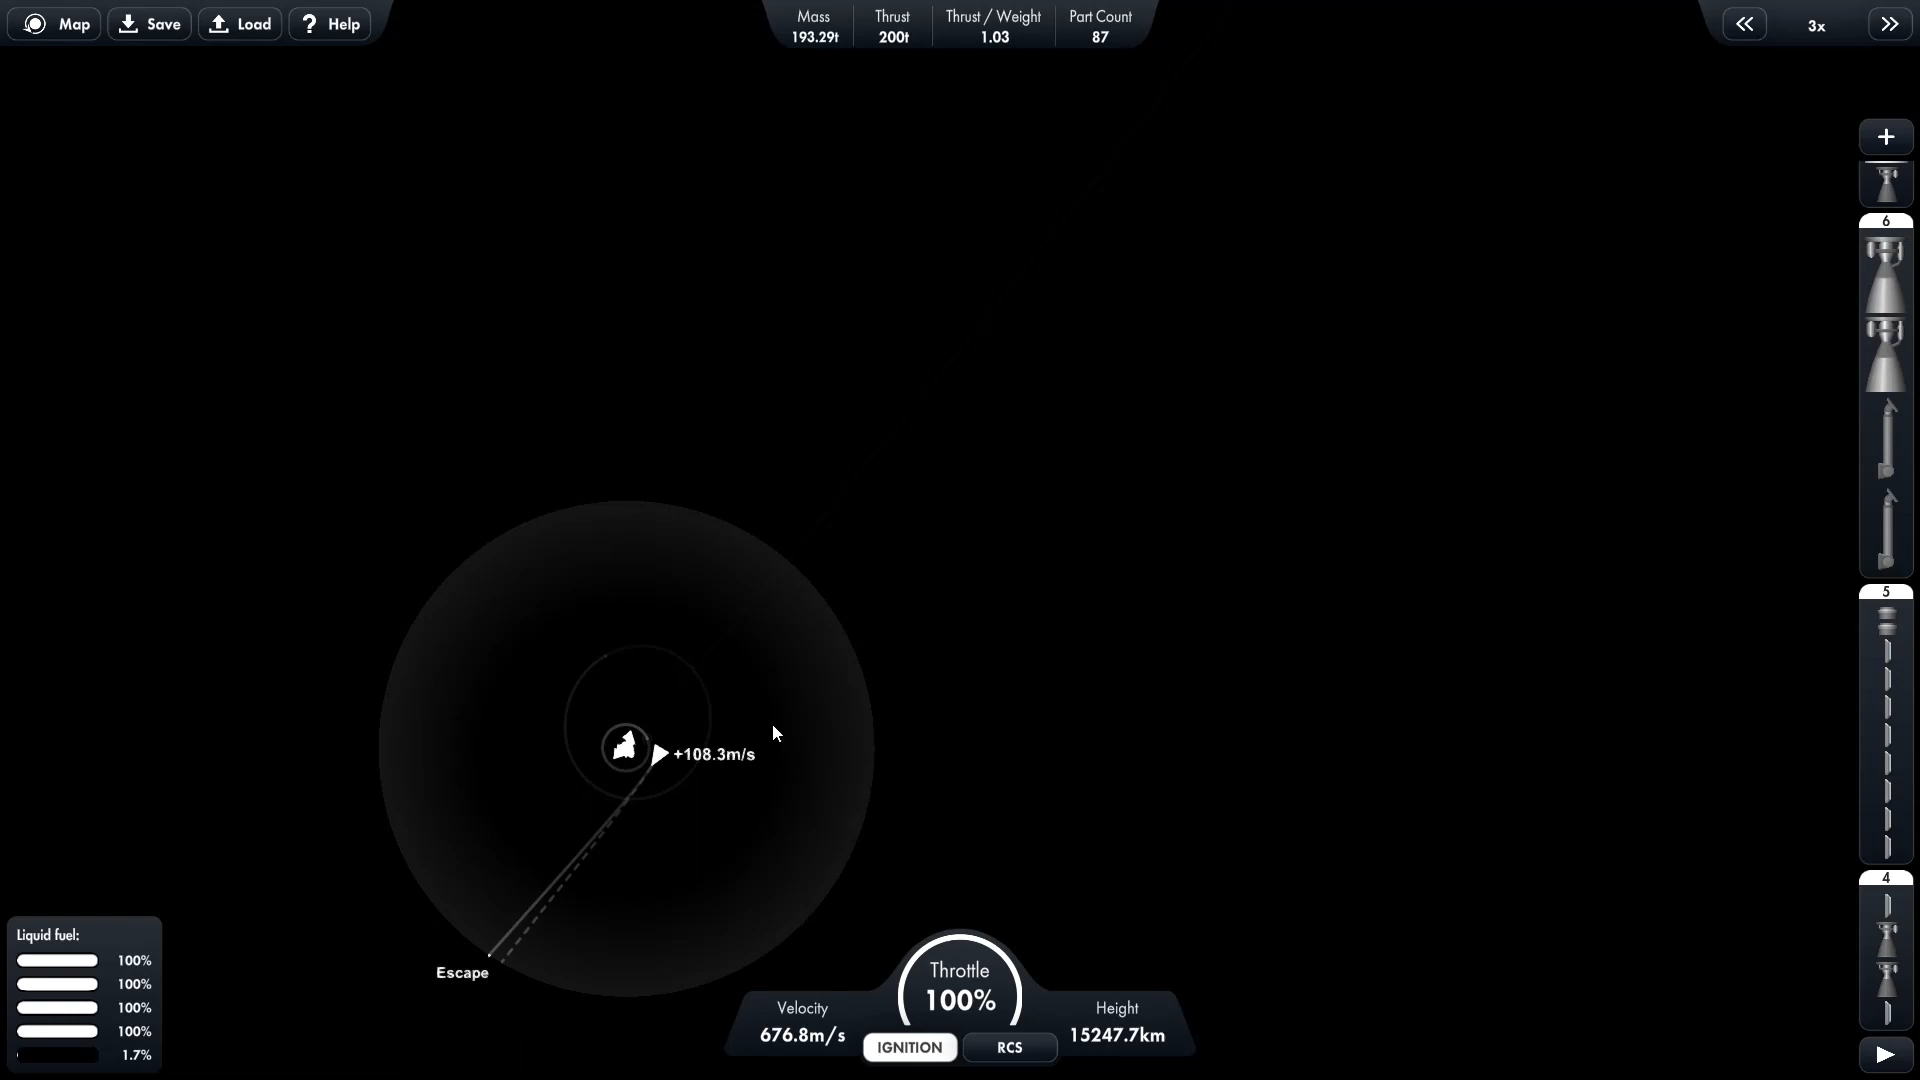 Map
Save
Load
? Help
Mass
193.29t
Thrust
200t
Thrust / Weight
1.03
Part Count
87
3x
6
5
4
+108.3m/s
Escape
Liquid fuel:
100%
100%
100%
100%
1.7%
Throttle
100%
Velocity
676.8m/s
IGNITION
RCS
Height
15247.7km